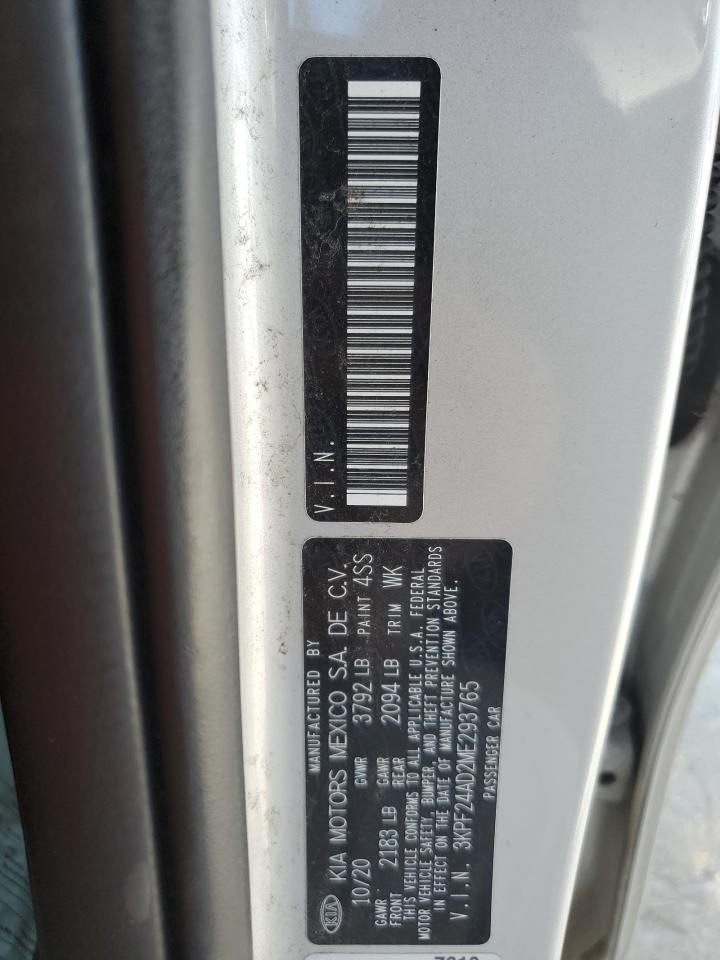 V.I.N.
MANUFACTURED BY
KIA KIA MOTORS MEXICO S.A. DE C.V.
10/20 GVWR 3792 LB PAINT 4SS
GAWR FRONT 2183 LB GAWR REAR 2094 LB TRIM WK
THIS VEHICLE CONFORMS TO ALL APPLICABLE U.S.A. FEDERAL
MOTOR VEHICLE SAFETY, BUMPER, AND THEFT PREVENTION STANDARDS
IN EFFECT ON THE DATE OF MANUFACTURE SHOWN ABOVE.
V.I.N. 3KPF24AD2ME293765
PASSENGER CAR